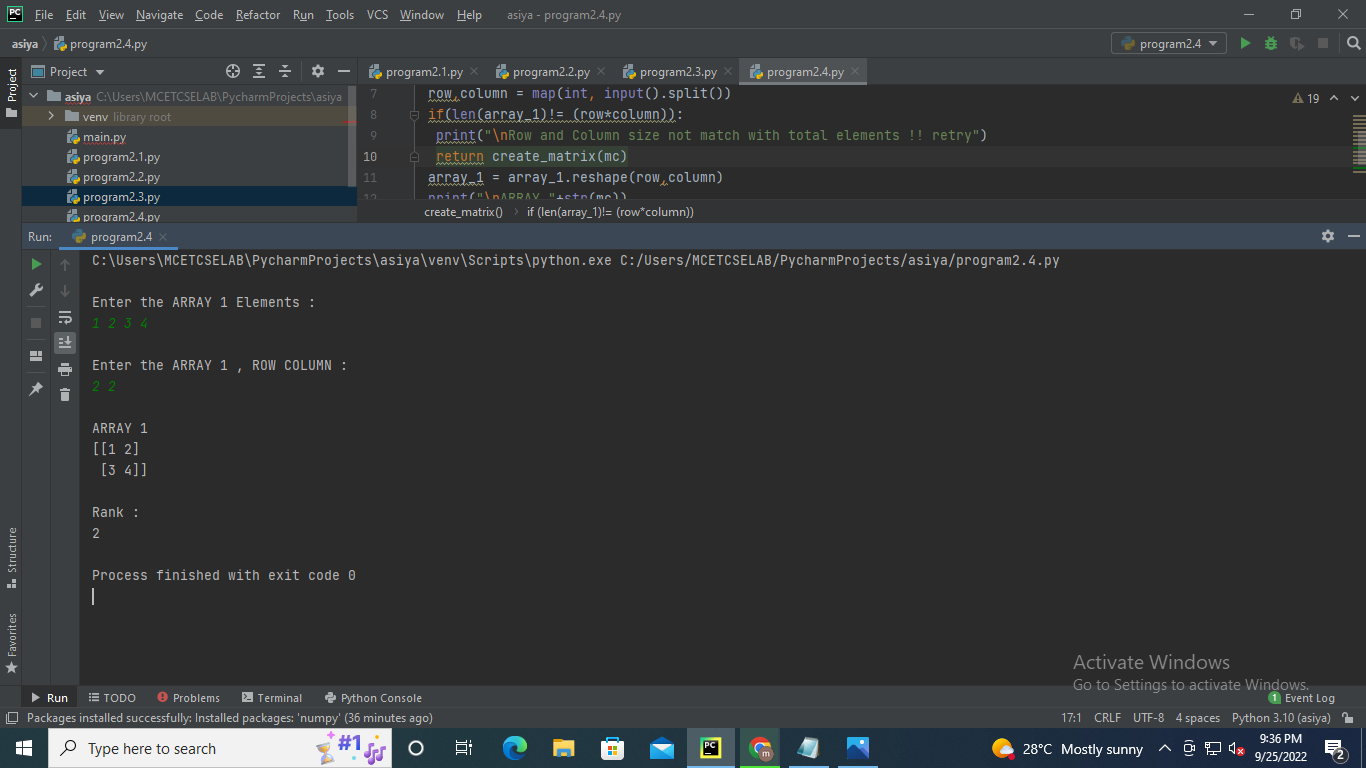 PC File Edit View Navigate Code Refactor Run Tools VCS Window Help asiya - program2.4.py
asiya program2.4.py program2.4
Project
Project program2.1.py program2.2.py program2.3.py program2.4.py
asiya C:\Users\MCETCSELAB\PycharmProjects\asiya
venv library root
main.py
program2.1.py
program2.2.py
program2.3.py
program2.4.py
7 row,column = map(int, input().split())
8 if(len(array_1)!= (row*column)):
9 print("\nRow and Column size not match with total elements !! retry")
10 return create_matrix(mc)
11 array_1 = array_1.reshape(row,column)
12 print("\nARRAY "+str(mc))
19
create_matrix() if (len(array_1)!= (row*column))
Run: program2.4
C:\Users\MCETCSELAB\PycharmProjects\asiya\venv\Scripts\python.exe C:/Users/MCETCSELAB/PycharmProjects/asiya/program2.4.py
Enter the ARRAY 1 Elements :
1 2 3 4
Enter the ARRAY 1 , ROW COLUMN :
2 2
ARRAY 1
[[1 2]
 [3 4]]
Rank :
2
Process finished with exit code 0
Structure
Favorites
Activate Windows
Go to Settings to activate Windows.
Run TODO Problems Terminal Python Console 1 Event Log
Packages installed successfully: Installed packages: 'numpy' (36 minutes ago) 17:1 CRLF UTF-8 4 spaces Python 3.10 (asiya)
Type here to search #1 PC m 28°C Mostly sunny 9:36 PM
9/25/2022 2